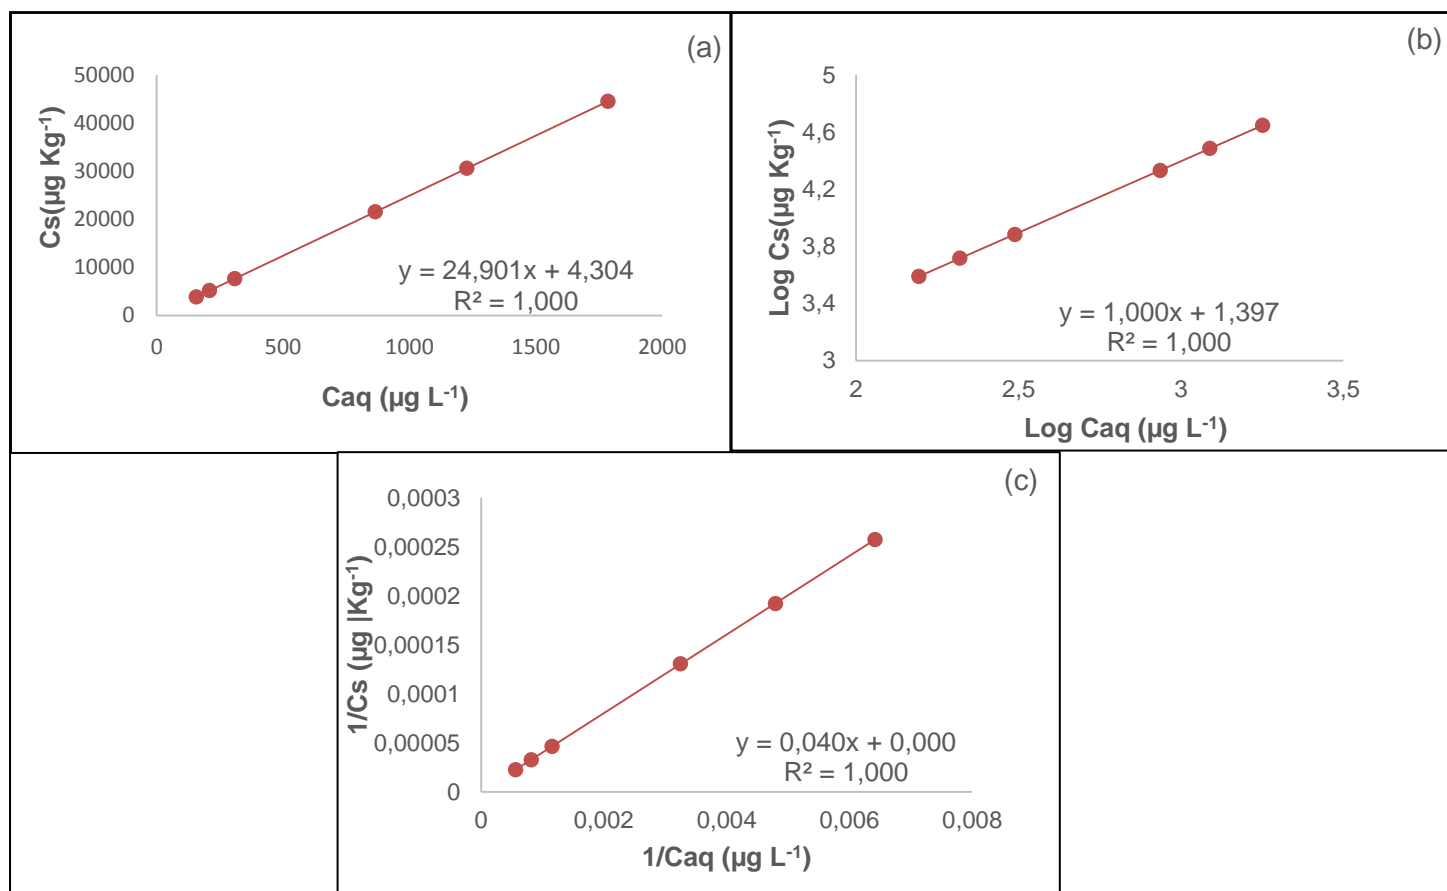 (a)
50000
40000
30000
20000
10000
0
Cs(µg Kg-1)
y = 24,901x + 4,304
R² = 1,000
0 500 1000 1500 2000
Caq (µg L-1)
(b)
5
4,6
4,2
3,8
3,4
3
Log Cs(µg Kg-1)
y = 1,000x + 1,397
R² = 1,000
2 2,5 3 3,5
Log Caq (µg L-1)
(c)
0,0003
0,00025
0,0002
0,00015
0,0001
0,00005
0
1/Cs (µg |Kg-1)
y = 0,040x + 0,000
R² = 1,000
0 0,002 0,004 0,006 0,008
1/Caq (µg L-1)